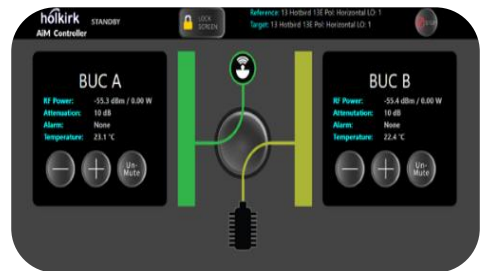 holkirk STANDBY
AiM Controller
LOCK
SCREEN
Reference: 13 Hotbird 13E Pol: Horizontal LO: 1
Target: 13 Hotbird 13E Pol: Horizontal LO: 1
STOP
BUC A
RF Power: -55.3 dBm / 0.00 W
Attenuation: 10 dB
Alarm: None
Temperature: 23.1 °C
Un-
Mute
BUC B
RF Power: -55.4 dBm / 0.00 W
Attenutation: 10 dB
Alarm: None
Temperature: 22.4 °C
Un-
Mute